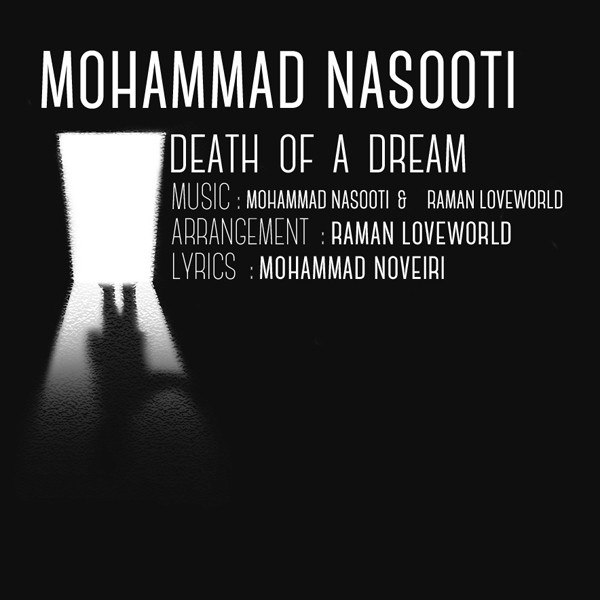 MOHAMMAD NASOOTI
DEATH OF A DREAM
MUSIC : MOHAMMAD NASOOTI & RAMAN LOVEWORLD
ARRANGEMENT : RAMAN LOVEWORLD
LYRICS : MOHAMMAD NOVEIRI